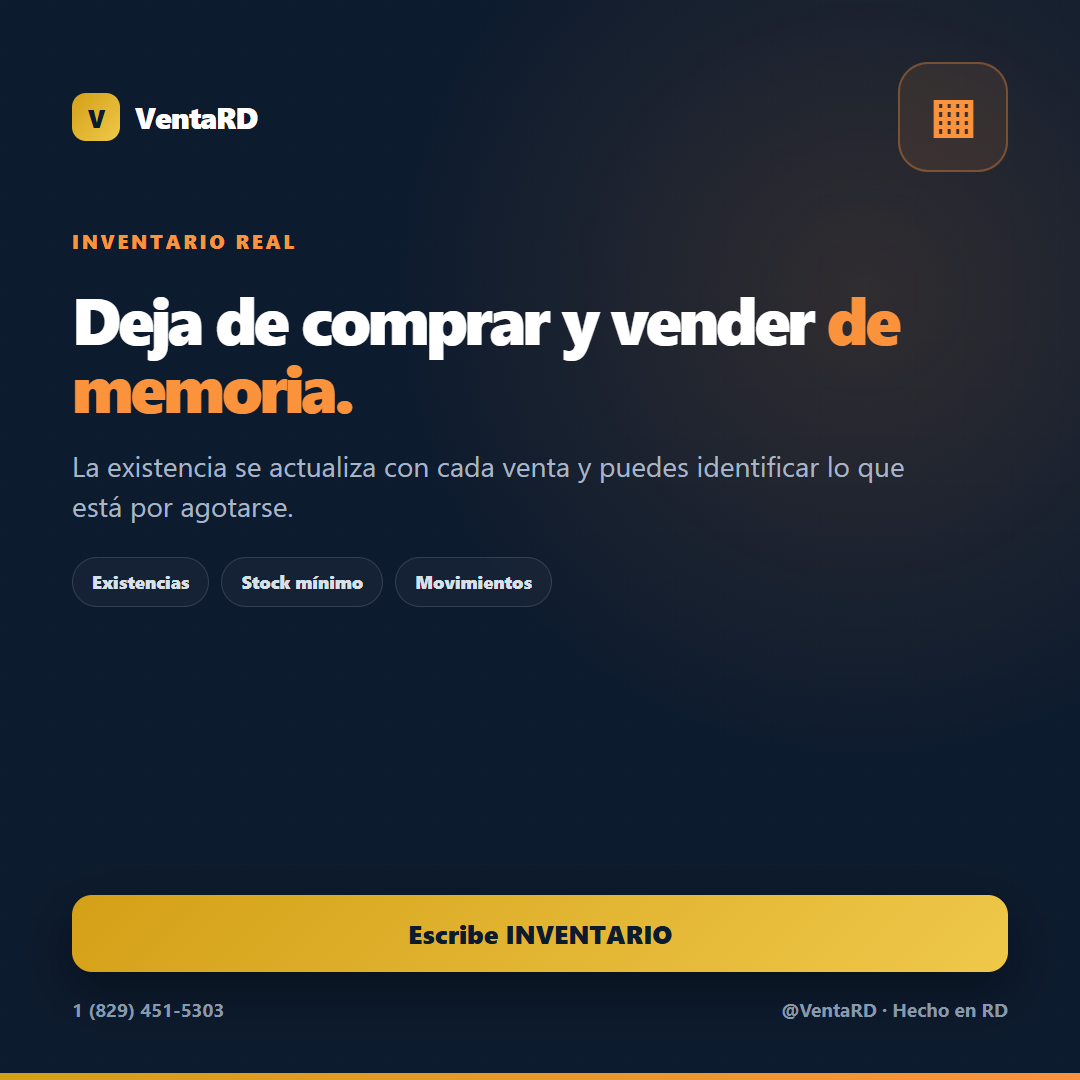 V VentaRD
INVENTARIO REAL
Deja de comprar y vender de
memoria.
La existencia se actualiza con cada venta y puedes identificar lo que
está por agotarse.
Existencias Stock mínimo Movimientos
Escribe INVENTARIO
1 (829) 451-5303 @VentaRD · Hecho en RD